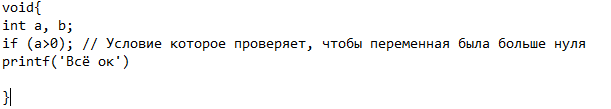 void{
int a, b;
if (a>0); // Условие которое проверяет, чтобы переменная была больше нуля
printf('Всё ок')
}